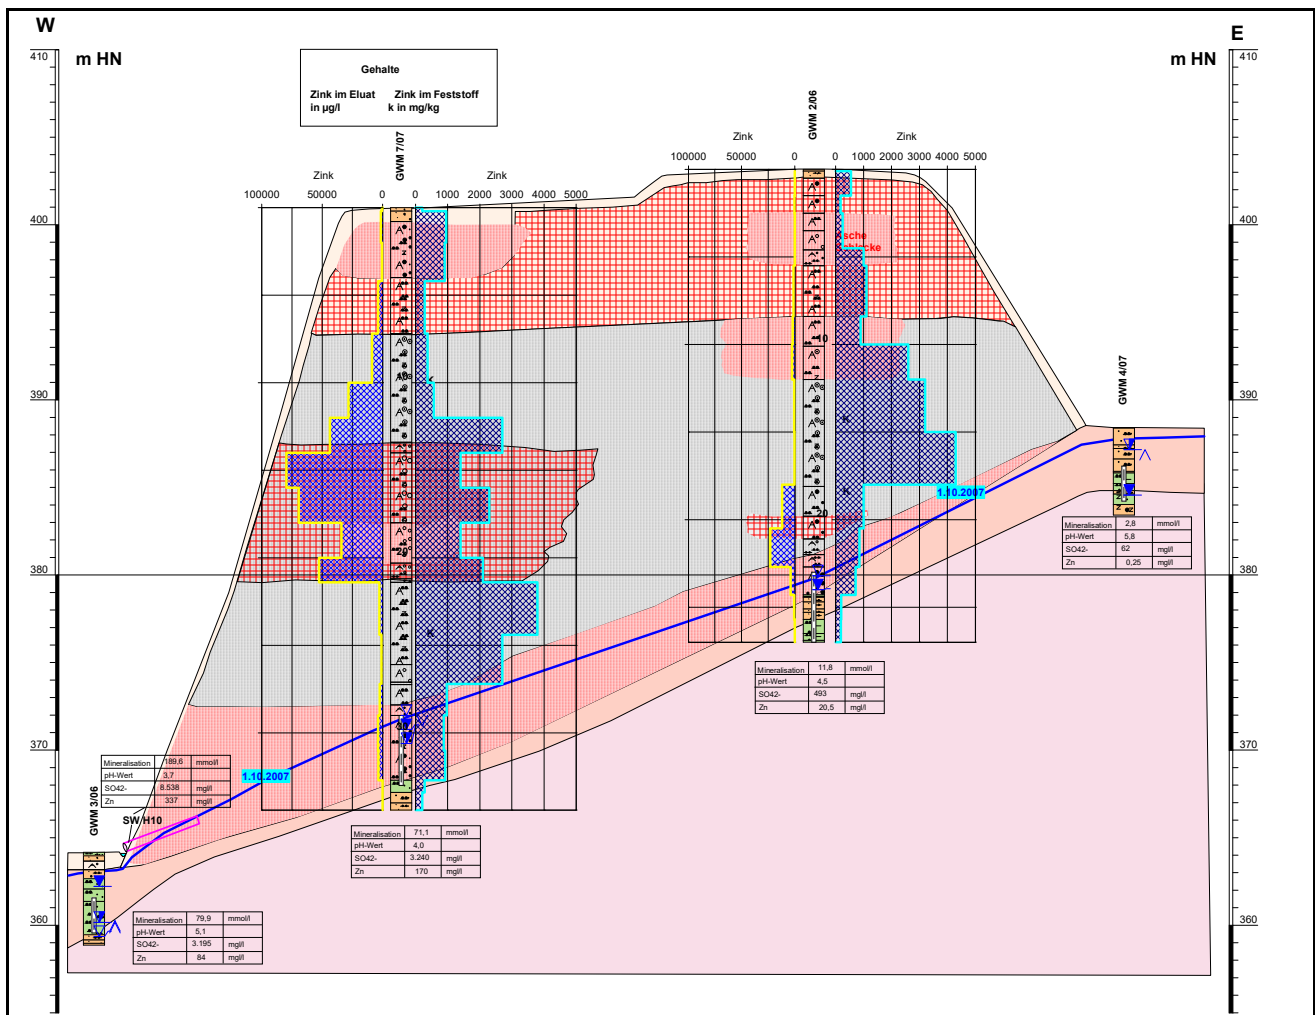 W
E
m HN
m HN
410
400
390
380
370
360
410
400
390
380
370
360
Gehalte
Zink im Eluat Zink im Feststoff
in µg/l k in mg/kg
GWM 7/07
Zink
Zink
100000 50000 0 0 1000 2000 3000 4000 5000
GWM 2/06
Zink
Zink
100000 50000 0 0 1000 2000 3000 4000 5000
10
20
K
K
K
GWM 4/07
1.10.2007
1.10.2007
Mineralisation 2,8 mmol/l
pH-Wert 5,8
SO42- 62 mg/l
Zn 0,25 mg/l
Mineralisation 11,8 mmol/l
pH-Wert 4,5
SO42- 493 mg/l
Zn 20,5 mg/l
Mineralisation 189,6 mmol/l
pH-Wert 3,7
SO42- 8.538 mg/l
Zn 337 mg/l
GWM 3/06
SW H10
Mineralisation 71,1 mmol/l
pH-Wert 4,0
SO42- 3.240 mg/l
Zn 170 mg/l
Mineralisation 79,9 mmol/l
pH-Wert 5,1
SO42- 3.195 mg/l
Zn 84 mg/l